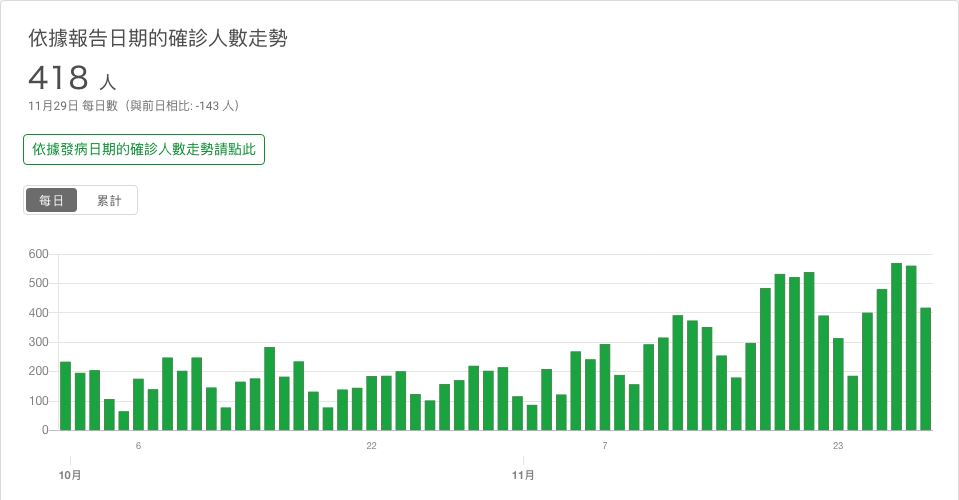 依據報告日期的確診人數走勢
418 人
11月29日 每日數（與前日相比: -143 人）
依據發病日期的確診人數走勢請點此
每日 累計
600
500
400
300
200
100
0
6 22 7 23
10月 11月